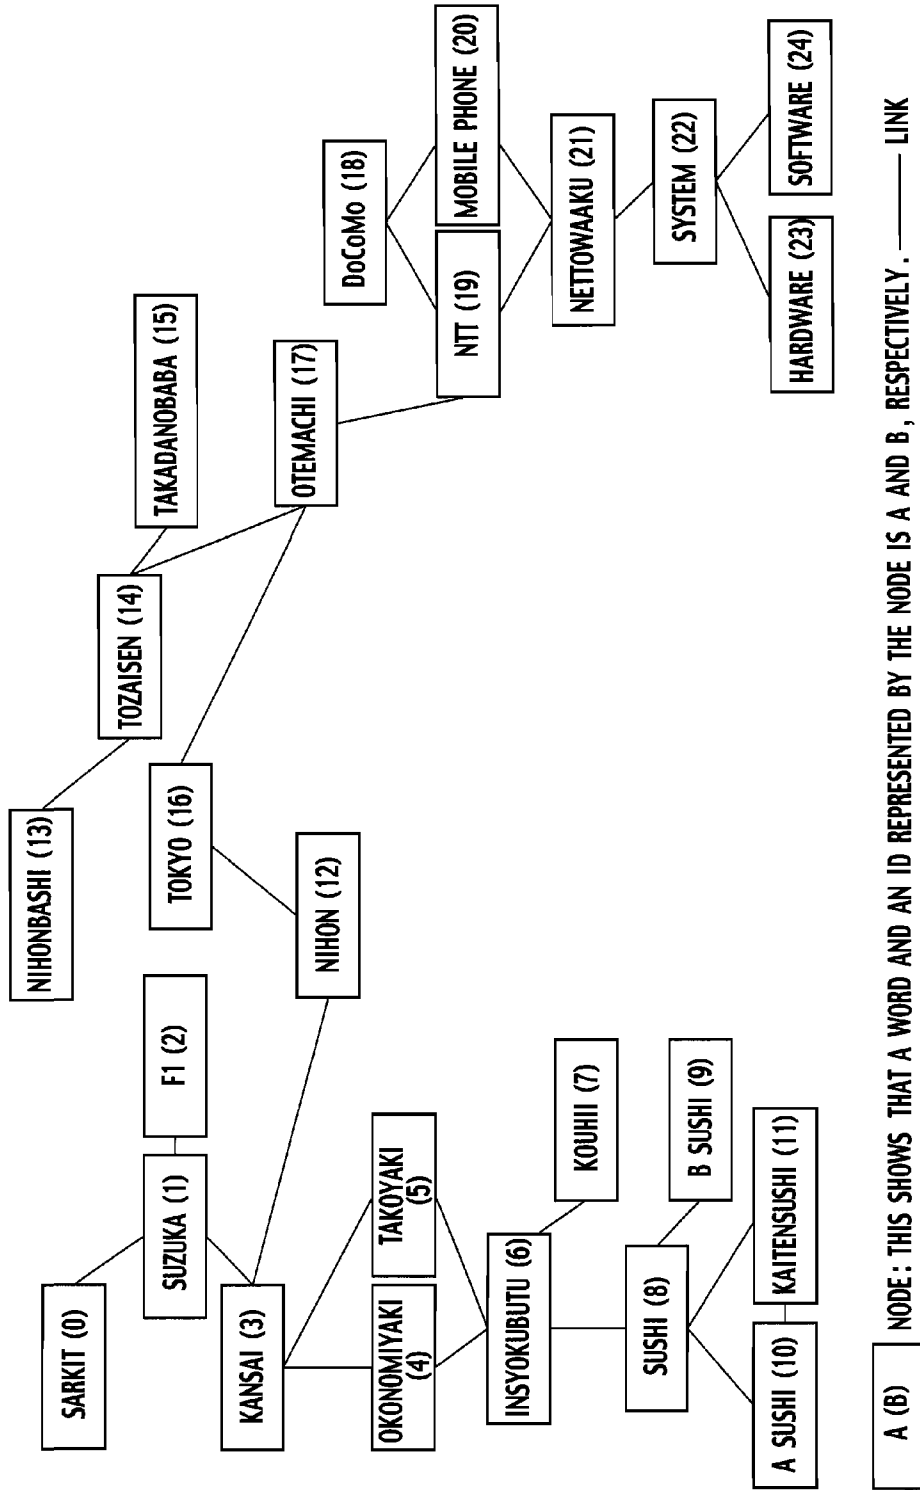 SARKIT (0)
SUZUKA (1)
F1 (2)
KANSAI (3)
OKONOMIYAKI
(4)
TAKOYAKI
(5)
INSYOKUBUTU (6)
KOUHII (7)
SUSHI (8)
B SUSHI (9)
A SUSHI (10)
KAITENSUSHI (11)
NIHON (12)
NIHONBASHI (13)
TOZAISEN (14)
TAKADANOBABA (15)
TOKYO (16)
OTEMACHI (17)
DoCoMo (18)
NTT (19)
MOBILE PHONE (20)
NETTOWAAKU (21)
SYSTEM (22)
HARDWARE (23)
SOFTWARE (24)
A (B) NODE: THIS SHOWS THAT A WORD AND AN ID REPRESENTED BY THE NODE IS A AND B, RESPECTIVELY. —— LINK